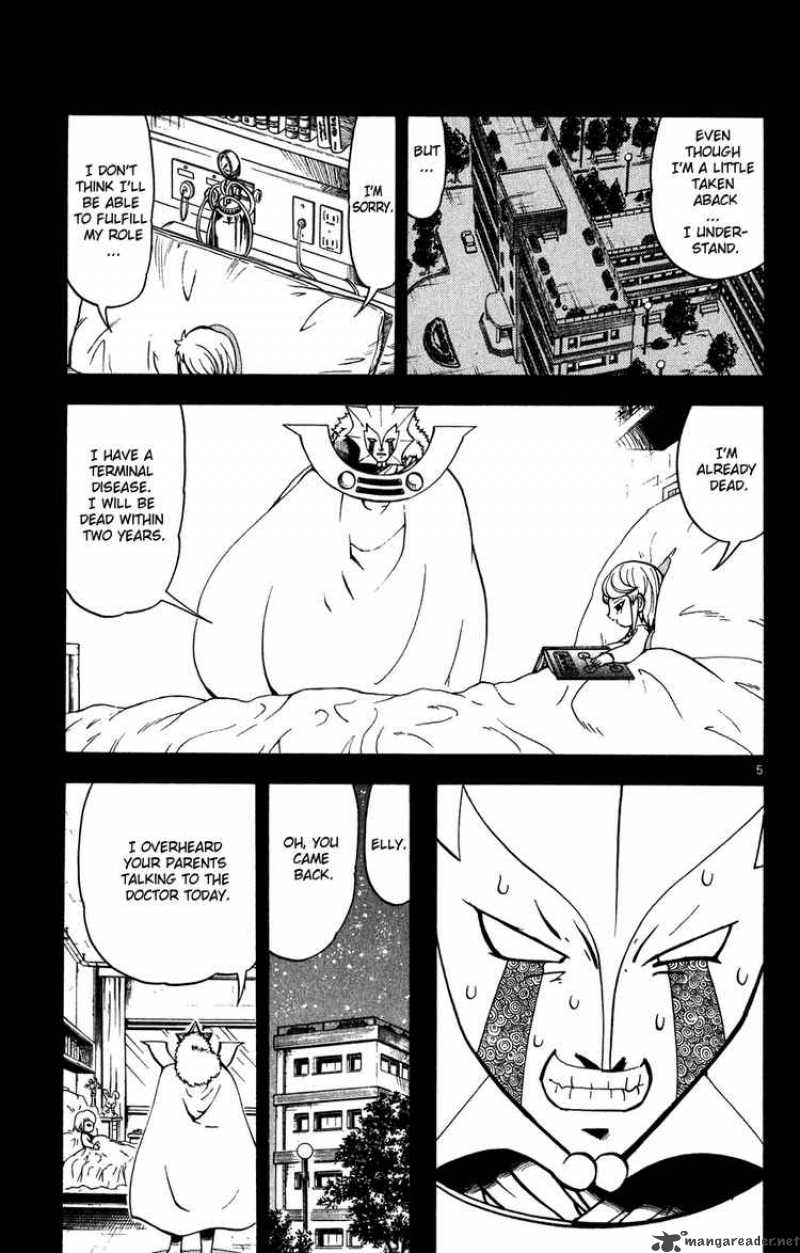 EVEN
THOUGH
I'M A LITTLE
TAKEN
ABACK
...
I UNDER-
STAND.
BUT
...
I'M
SORRY.
I DON'T
THINK I'LL
BE ABLE
TO FULFILL
MY ROLE
...
I'M
ALREADY
DEAD.
I HAVE A
TERMINAL
DISEASE.
I WILL BE
DEAD WITHIN
TWO YEARS.
5
ELLY.
OH, YOU
CAME
BACK.
I OVERHEARD
YOUR PARENTS
TALKING TO THE
DOCTOR TODAY.
mangareader.net